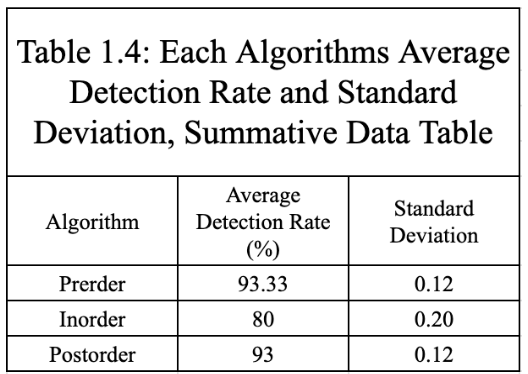 Table 1.4: Each Algorithms Average
Detection Rate and Standard
Deviation, Summative Data Table
Algorithm
Average
Detection Rate
(%)
Standard
Deviation
Prerder 93.33 0.12
Inorder 80 0.20
Postorder 93 0.12